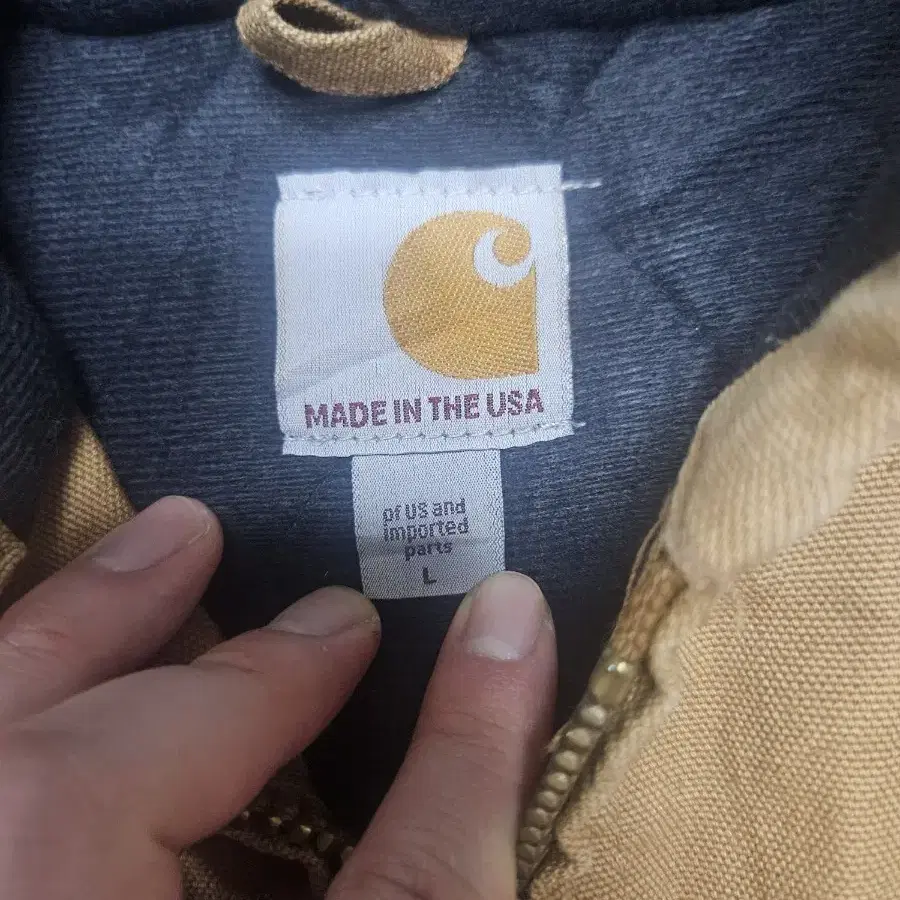 MADE IN THE USA
of US and
imported
parts
L